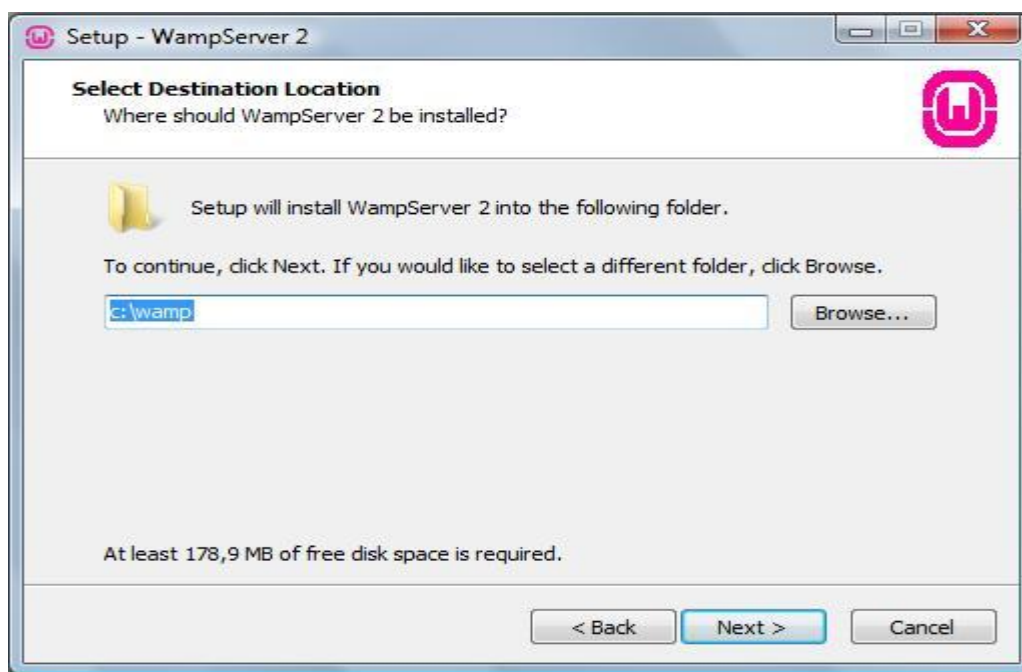 Setup - WampServer 2
Select Destination Location
Where should WampServer 2 be installed?
Setup will install WampServer 2 into the following folder.
To continue, click Next. If you would like to select a different folder, click Browse.
c:\wamp
Browse...
At least 178,9 MB of free disk space is required.
< Back Next > Cancel